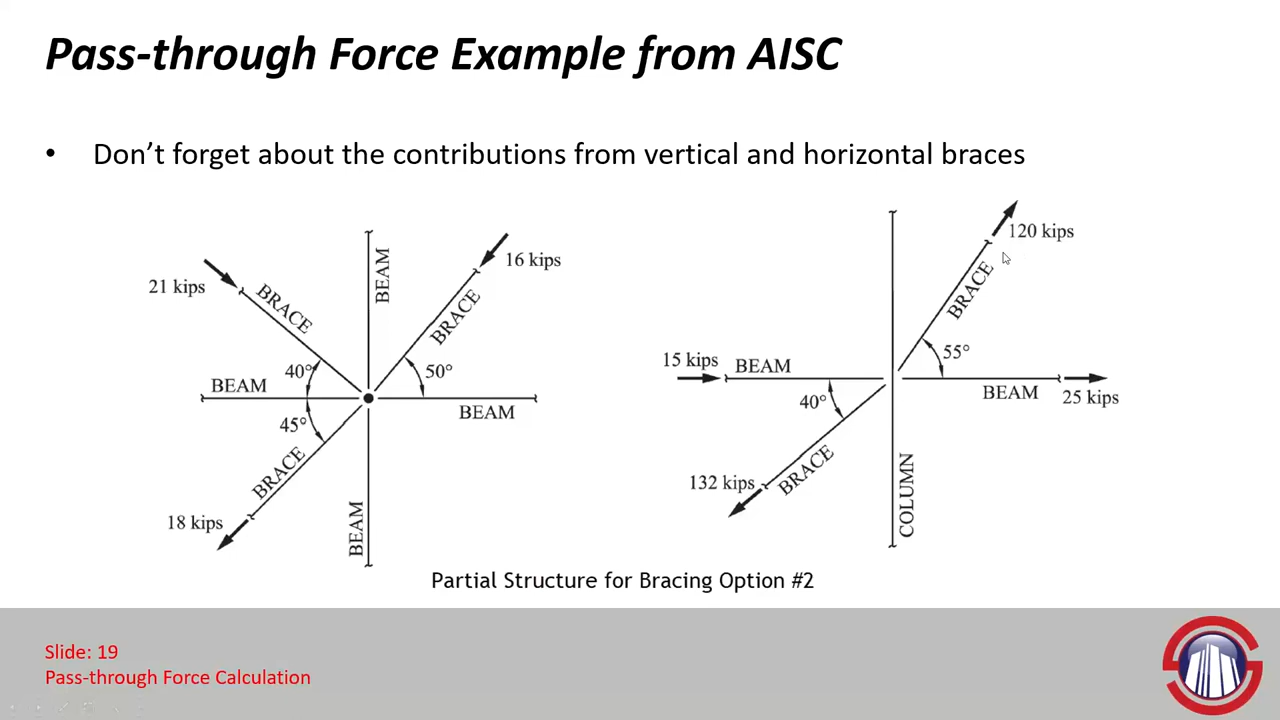 Pass-through Force Example from AISC
• Don’t forget about the contributions from vertical and horizontal braces
21 kips
BRACE
BEAM
16 kips
BRACE
40°
50°
BEAM
BEAM
45°
BRACE
18 kips
BEAM
120 kips
BRACE
55°
15 kips
BEAM
BEAM
25 kips
40°
132 kips
BRACE
COLUMN
Partial Structure for Bracing Option #2
Slide: 19
Pass-through Force Calculation